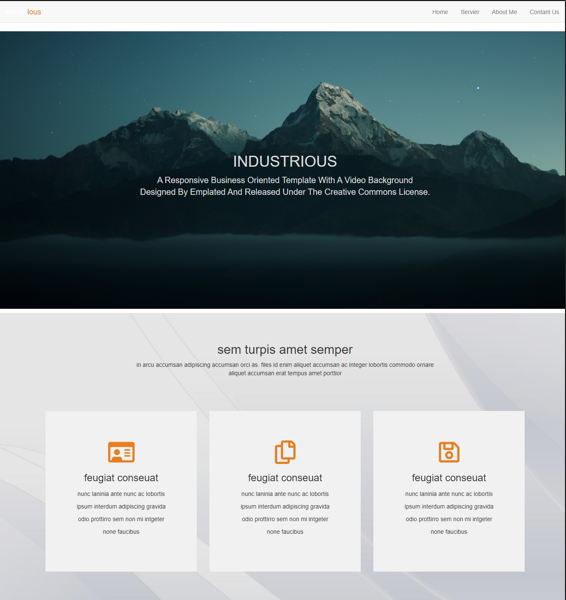 ious
Home Servier About Me Contant Us
INDUSTRIOUS
A Responsive Business Oriented Template With A Video Background
Designed By Emplated And Released Under The Creative Commons License.
sem turpis amet semper
in arcu accumsan adipiscing accumsan orci as. files id enim aliquet accumsan ac integer lobortis commodo ornare
aliquet accumsan erat tempus amet porttior
feugiat conseuat
nunc laninia ante nunc ac lobortis
ipsum interdum adipiscing gravida
odio prottirro sem non mi intgeter
none faucibus
feugiat conseuat
nunc laninia ante nunc ac lobortis
ipsum interdum adipiscing gravida
odio prottirro sem non mi intgeter
none faucibus
feugiat conseuat
nunc laninia ante nunc ac lobortis
ipsum interdum adipiscing gravida
odio prottirro sem non mi intgeter
none faucibus